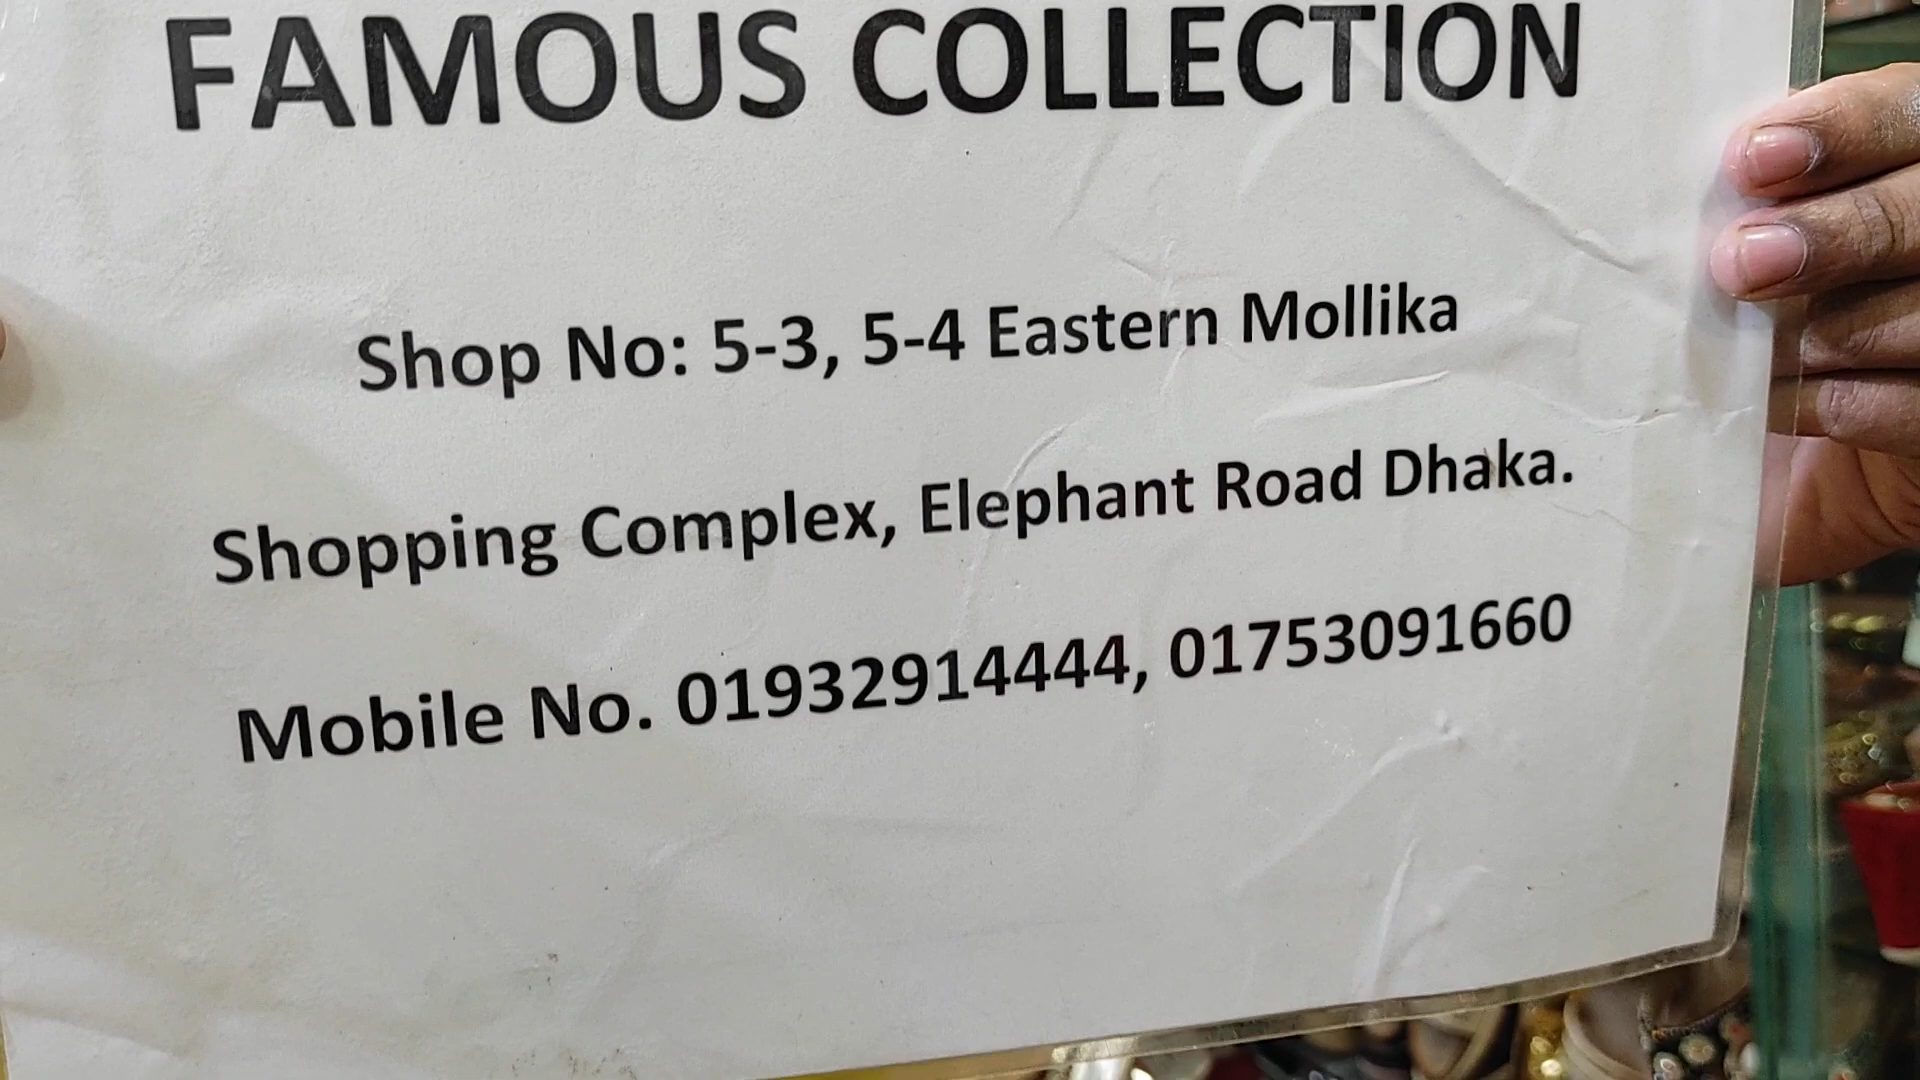 FAMOUS COLLECTION
Shop No: 5-3, 5-4 Eastern Mollika
Shopping Complex, Elephant Road Dhaka.
Mobile No. 01932914444, 01753091660